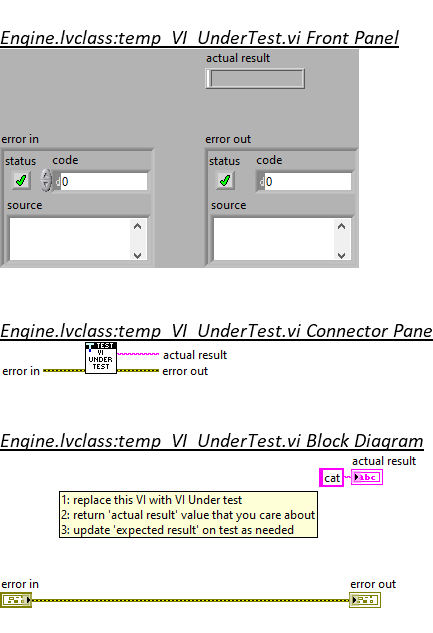 Engine.lvclass:temp_VI_UnderTest.vi Front Panel
actual result
error in
error out
status code
status code
d 0
d 0
source
source
Engine.lvclass:temp_VI_UnderTest.vi Connector Pane
TEST
VI
UNDER
TEST
actual result
error in
error out
Engine.lvclass:temp_VI_UnderTest.vi Block Diagram
actual result
cat
abc
1: replace this VI with VI Under test
2: return 'actual result' value that you care about
3: update 'expected result' on test as needed
error in
error out